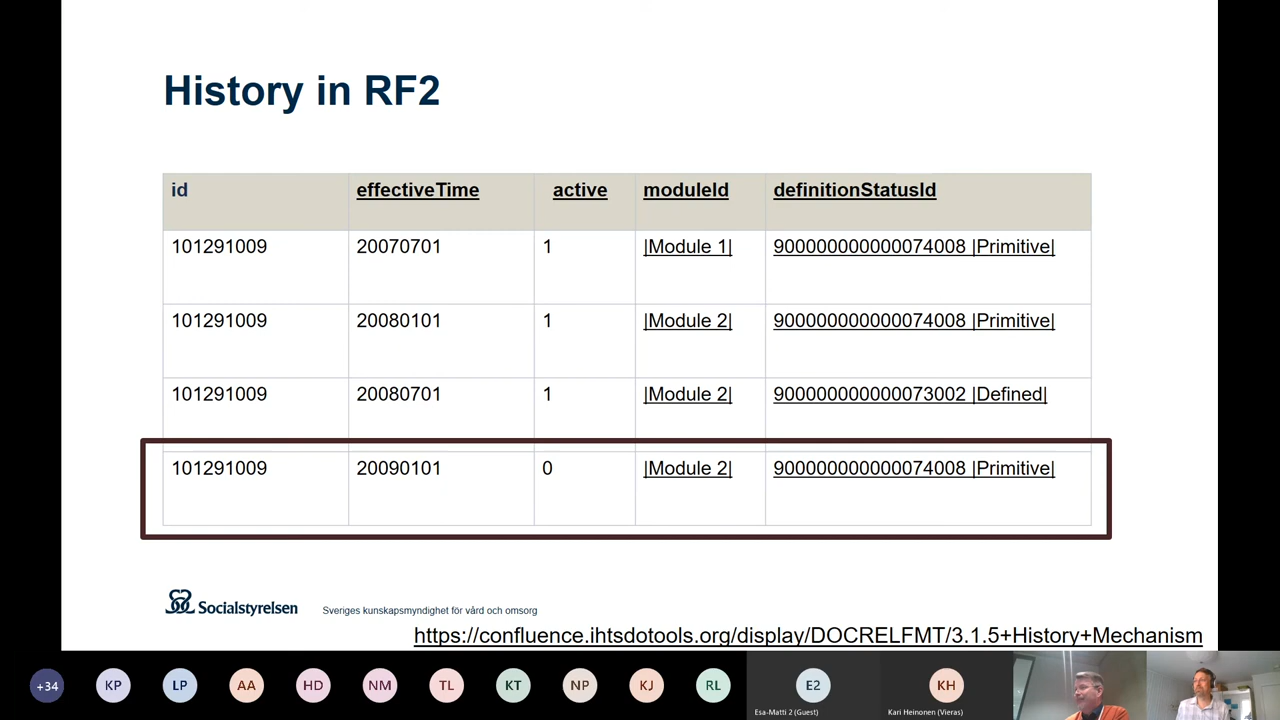 History in RF2
id effectiveTime active moduleId definitionStatusId
101291009 20070701 1 |Module 1| 900000000000074008 |Primitive|
101291009 20080101 1 |Module 2| 900000000000074008 |Primitive|
101291009 20080701 1 |Module 2| 900000000000073002 |Defined|
101291009 20090101 0 |Module 2| 900000000000074008 |Primitive|
Socialstyrelsen Sveriges kunskapsmyndighet för vård och omsorg
https://confluence.ihtsdotools.org/display/DOCRELFMT/3.1.5+History+Mechanism
+34 KP LP AA HD NM TL KT NP KJ RL E2 KH
Esa-Matti 2 (Guest) Kari Heinonen (Vieras)